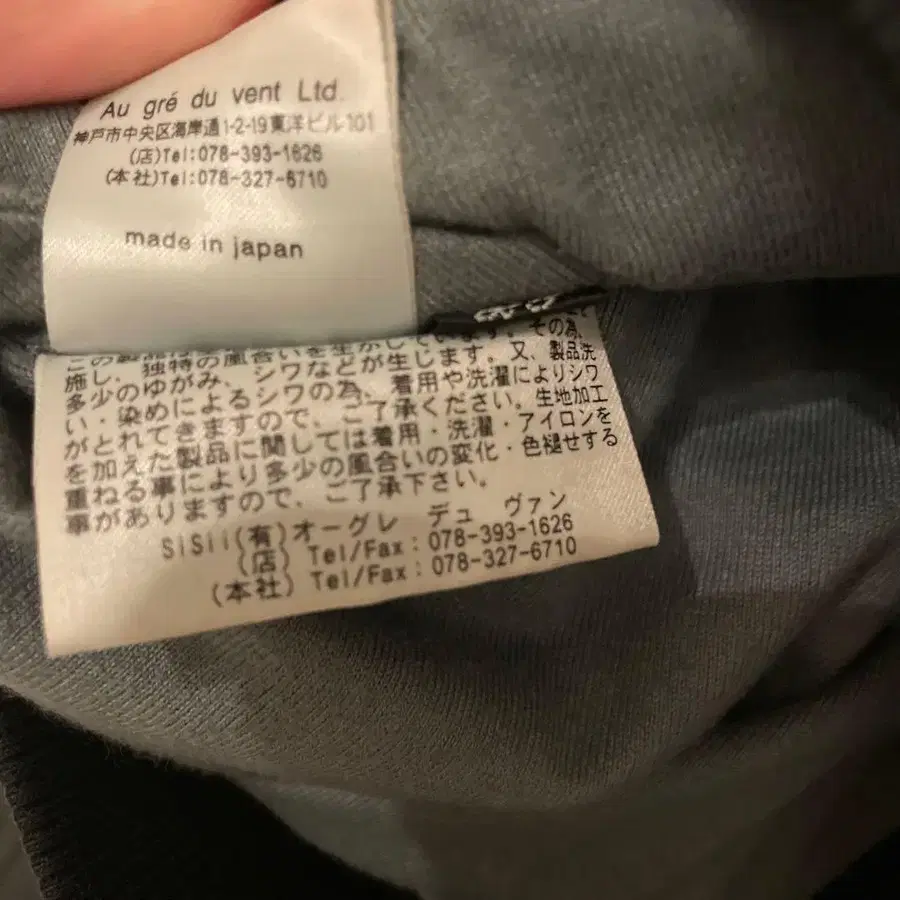 Au gré du vent Ltd.
神戸市中央区海岸通1-2-19東洋ビル101
(店)Tel:078-393-1626
(本社)Tel:078-327-6710
made in japan
この製品独特の風合いを生かしています。その為、
施し、多少のゆがみ、シワなどが生じます。又、製品洗
い・染めによるシワの為、着用や洗濯によりシワ
がとれてきますので、ご了承ください。生地加工
を加えた製品に関しては着用・洗濯・アイロンを
重ねる事により多少の風合いの変化・色褪せする
事がありますので、ご了承下さい。
SiSii(有)オーグレ デュ ヴァン
(店) Tel/Fax:078-393-1626
(本社) Tel/Fax:078-327-6710